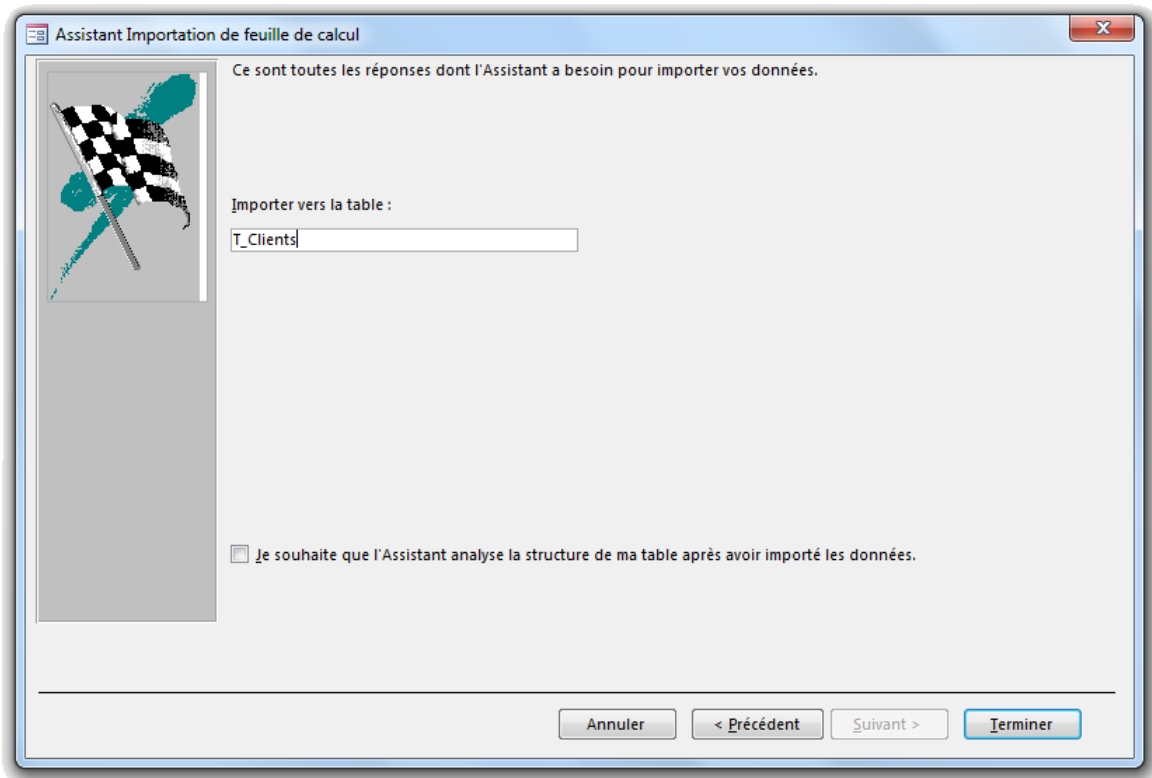 Assistant Importation de feuille de calcul
Ce sont toutes les réponses dont l'Assistant a besoin pour importer vos données.
Importer vers la table :
T_Clients
Je souhaite que l'Assistant analyse la structure de ma table après avoir importé les données.
Annuler
< Précédent
Suivant >
Terminer